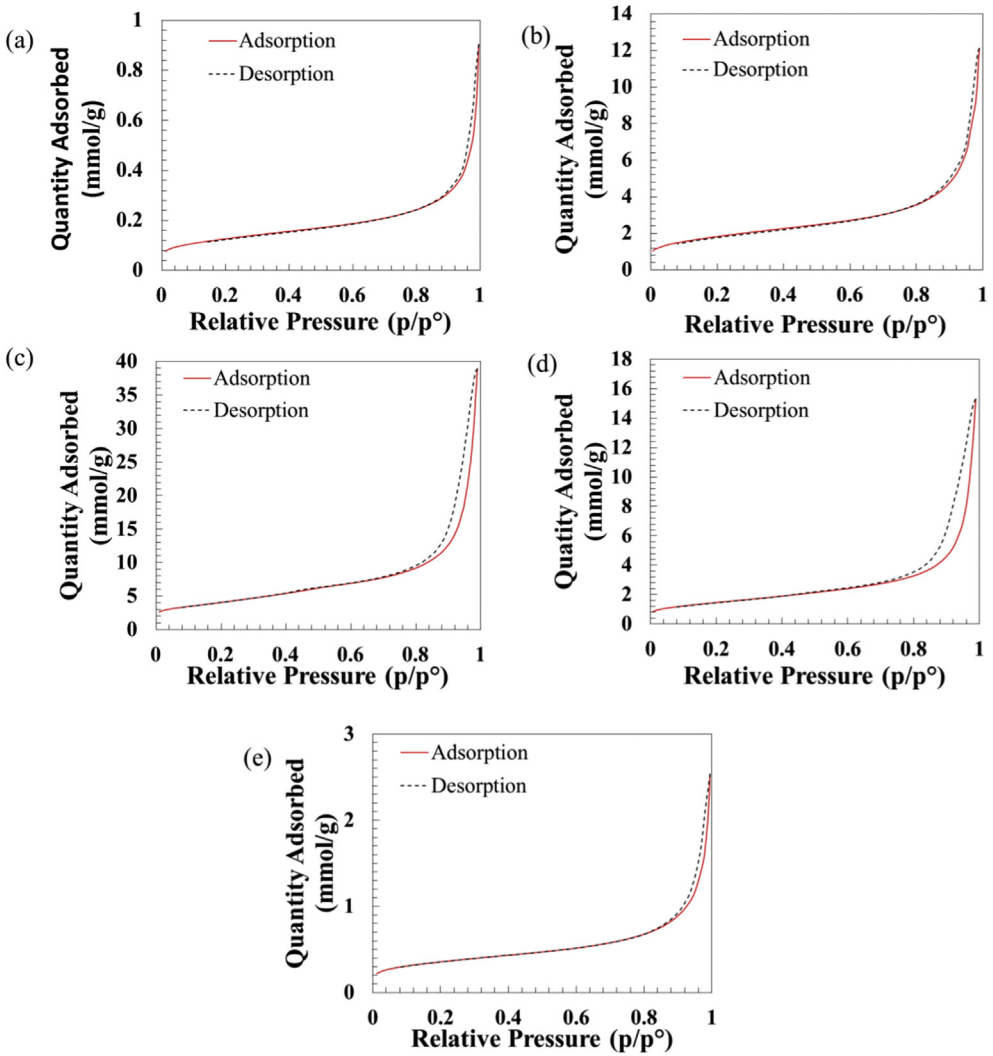 (a)
Quantity Adsorbed
(mmol/g)
1
0.8
0.6
0.4
0.2
0
Adsorption
Desorption
0 0.2 0.4 0.6 0.8 1
Relative Pressure (p/p°)
(b)
Quantity Adsorbed
(mmol/g)
14
12
10
8
6
4
2
0
Adsorption
Desorption
0 0.2 0.4 0.6 0.8 1
Relative Pressure (p/p°)
(c)
Quantity Adsorbed
(mmol/g)
40
35
30
25
20
15
10
5
0
Adsorption
Desorption
0 0.2 0.4 0.6 0.8 1
Relative Pressure (p/p°)
(d)
Quatity Adsorbed
(mmol/g)
18
16
14
12
10
8
6
4
2
0
Adsorption
Desorption
0 0.2 0.4 0.6 0.8 1
Relative Pressure (p/p°)
(e)
Quantity Adsorbed
(mmol/g)
3
2
1
0
Adsorption
Desorption
0 0.2 0.4 0.6 0.8 1
Relative Pressure (p/p°)